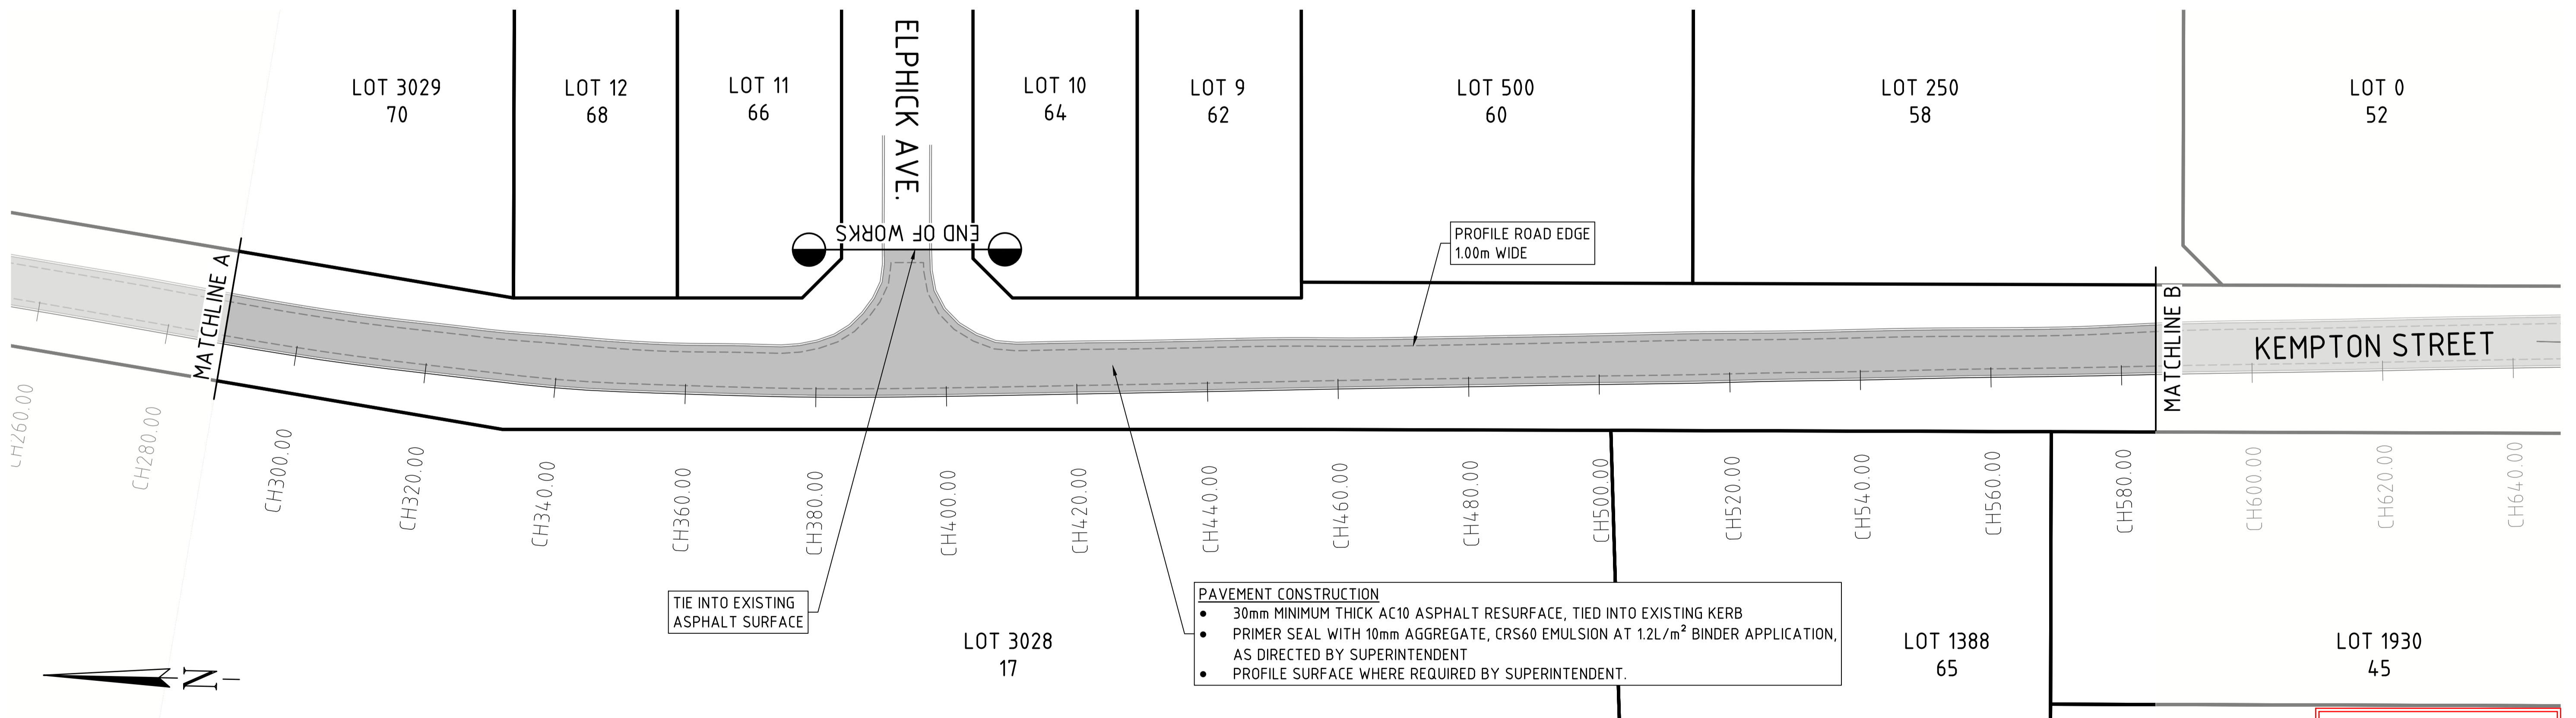 LOT 3029
70
LOT 12
68
LOT 11
66
ELPHICK AVE.
LOT 10
64
LOT 9
62
LOT 500
60
LOT 250
58
LOT 0
52
END OF WORKS
PROFILE ROAD EDGE
1.00m WIDE
MATCHLINE A
MATCHLINE B
KEMPTON STREET
CH260.00
CH280.00
CH300.00
CH320.00
CH340.00
CH360.00
CH380.00
CH400.00
CH420.00
CH440.00
CH460.00
CH480.00
CH500.00
CH520.00
CH540.00
CH560.00
CH580.00
CH600.00
CH620.00
CH640.00
TIE INTO EXISTING
ASPHALT SURFACE
PAVEMENT CONSTRUCTION
• 30mm MINIMUM THICK AC10 ASPHALT RESURFACE, TIED INTO EXISTING KERB
• PRIMER SEAL WITH 10mm AGGREGATE, CRS60 EMULSION AT 1.2L/m² BINDER APPLICATION,
AS DIRECTED BY SUPERINTENDENT
• PROFILE SURFACE WHERE REQUIRED BY SUPERINTENDENT.
LOT 3028
17
LOT 1388
65
LOT 1930
45
N